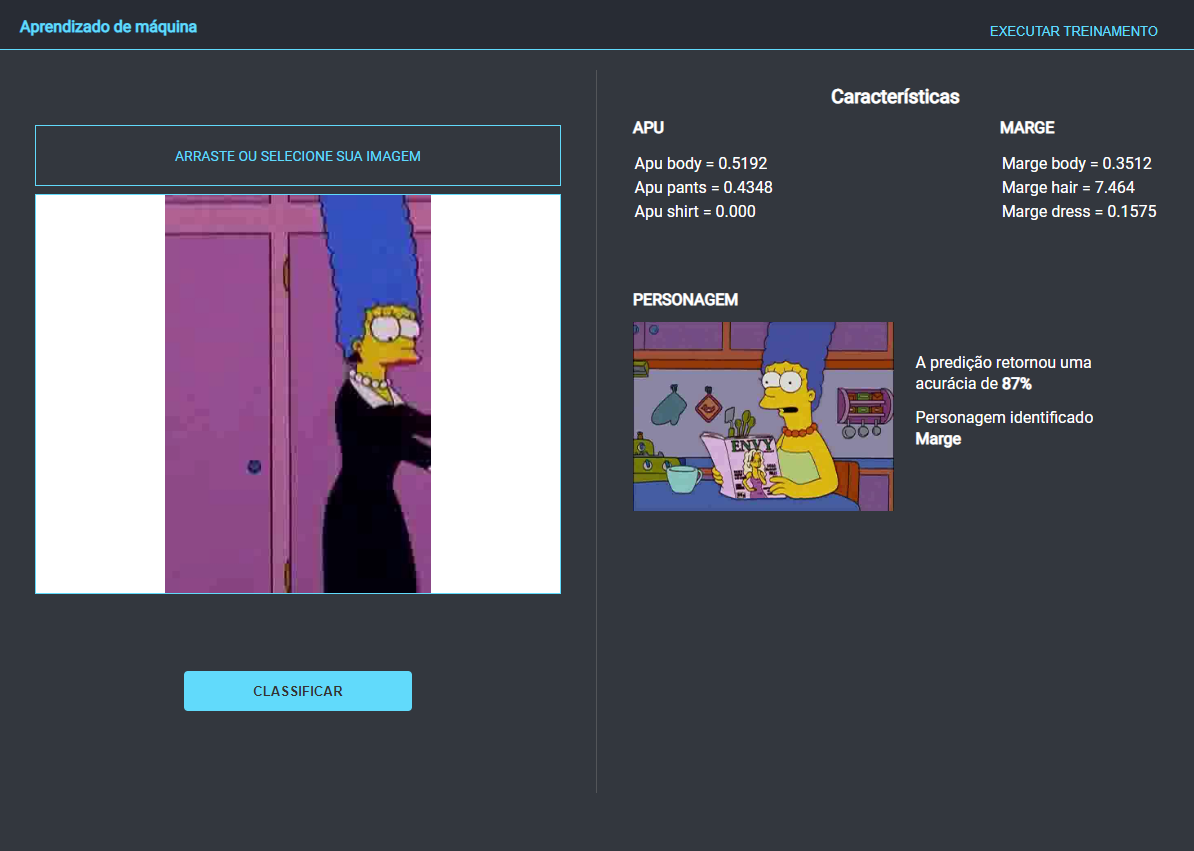 Aprendizado de máquina
EXECUTAR TREINAMENTO
ARRASTE OU SELECIONE SUA IMAGEM
CLASSIFICAR
Características
APU
Apu body = 0.5192
Apu pants = 0.4348
Apu shirt = 0.000
MARGE
Marge body = 0.3512
Marge hair = 7.464
Marge dress = 0.1575
PERSONAGEM
ENVY
A predição retornou uma
acurácia de 87%
Personagem identificado
Marge